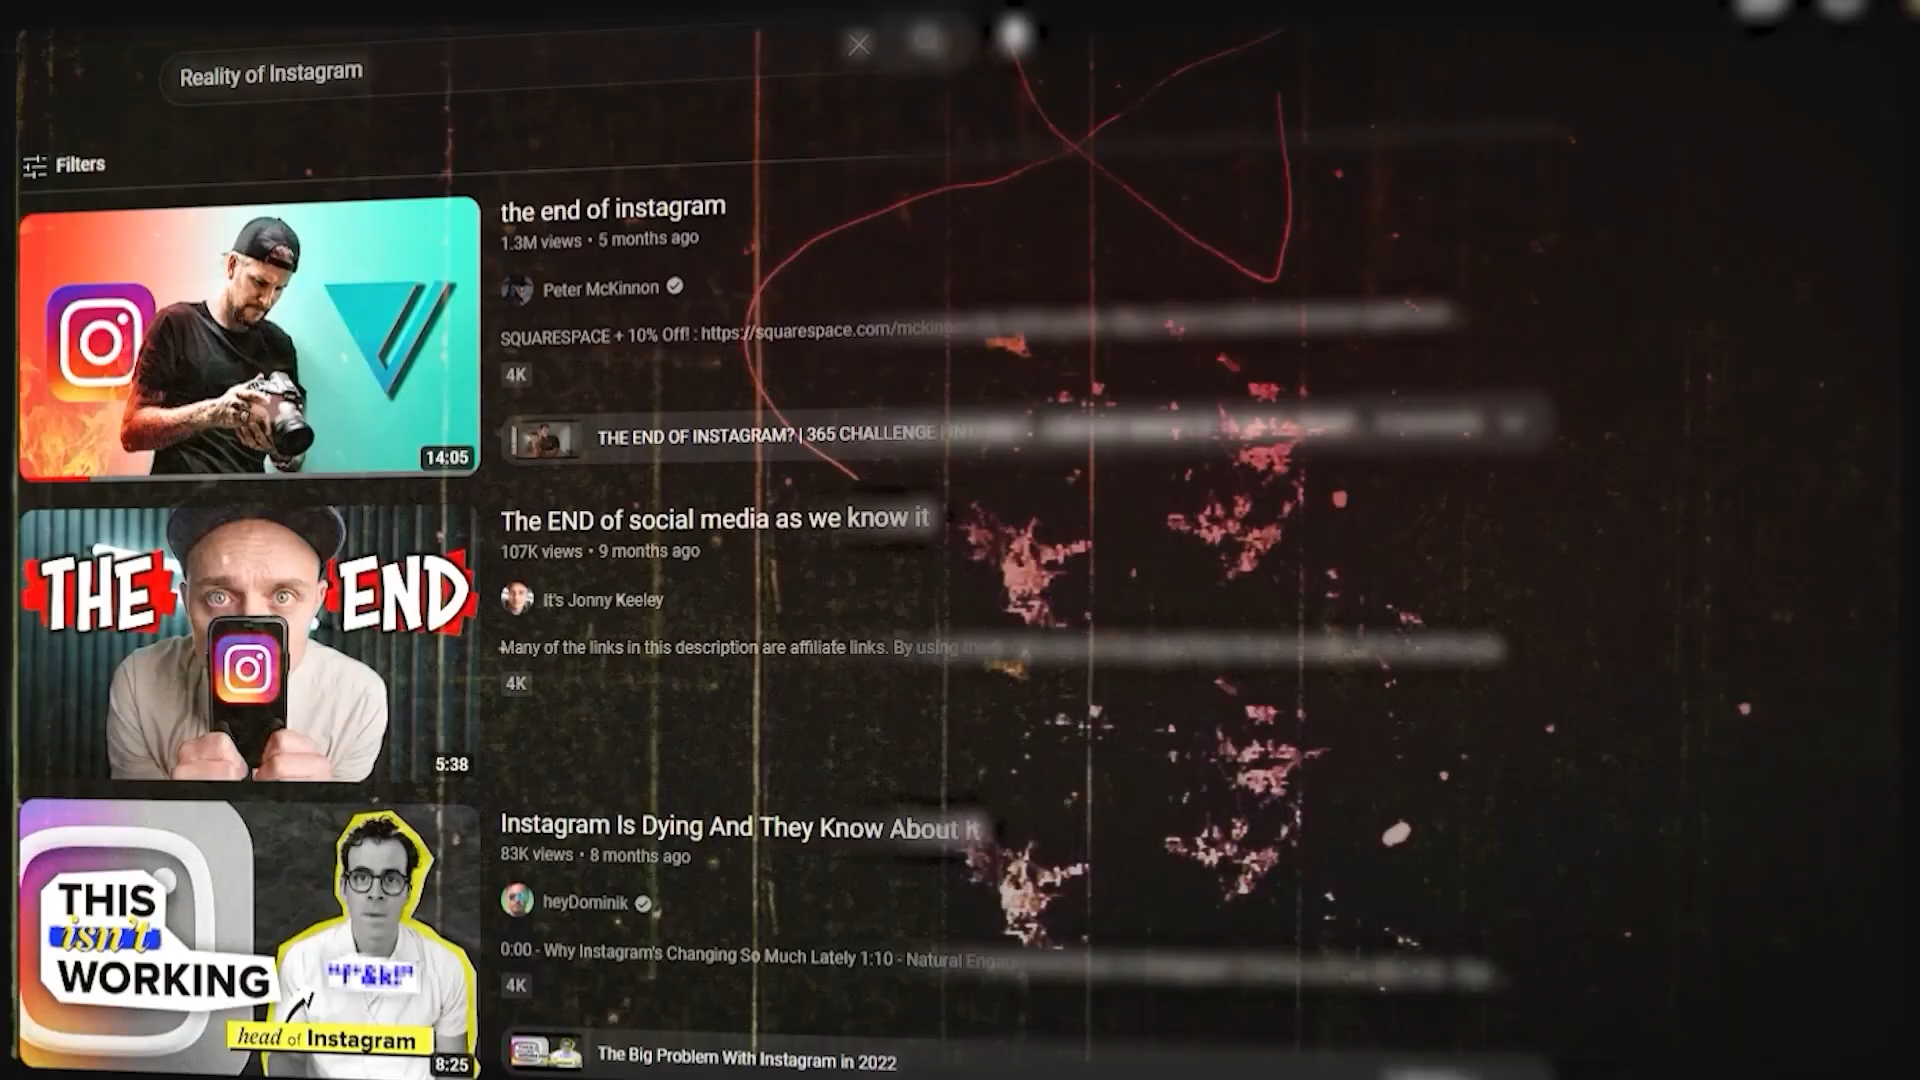 Reality of Instagram
Filters
the end of instagram
1.3M views • 5 months ago
Peter McKinnon
SQUARESPACE + 10% Off! : https://squarespace.com/mckin
4K
14:05
THE END OF INSTAGRAM? | 365 CHALLENGE
THE END
The END of social media as we know it
107K views • 9 months ago
It's Jonny Keeley
Many of the links in this description are affiliate links. By using
4K
5:38
THIS
isn't
WORKING
"!*&k!"
head of Instagram
8:25
Instagram Is Dying And They Know About It
83K views • 8 months ago
heyDominik
0:00 - Why Instagram's Changing So Much Lately 1:10 - Natural
4K
The Big Problem With Instagram in 2022